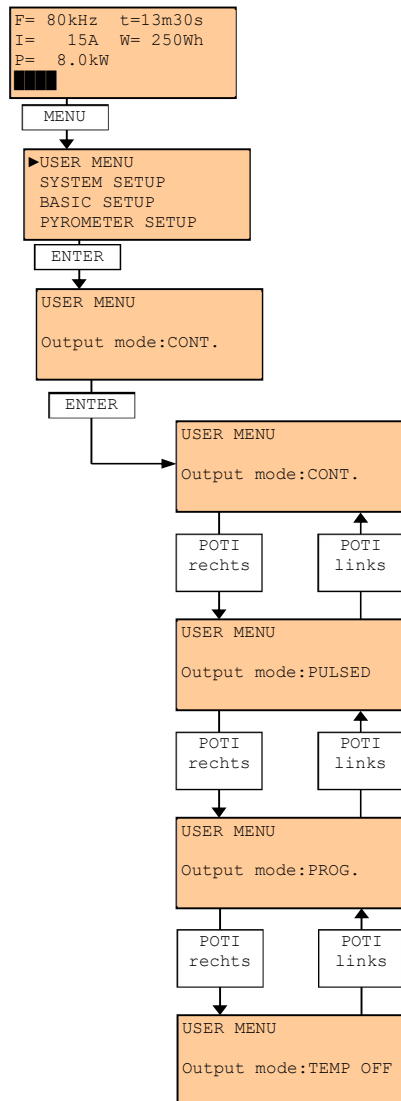 F= 80kHz t=13m30s
I= 15A W= 250Wh
P= 8.0kW
MENU
►USER MENU
SYSTEM SETUP
BASIC SETUP
PYROMETER SETUP
ENTER
USER MENU
Output mode:CONT.
ENTER
USER MENU
Output mode:CONT.
POTI
rechts
POTI
links
USER MENU
Output mode:PULSED
POTI
rechts
POTI
links
USER MENU
Output mode:PROG.
POTI
rechts
POTI
links
USER MENU
Output mode:TEMP OFF